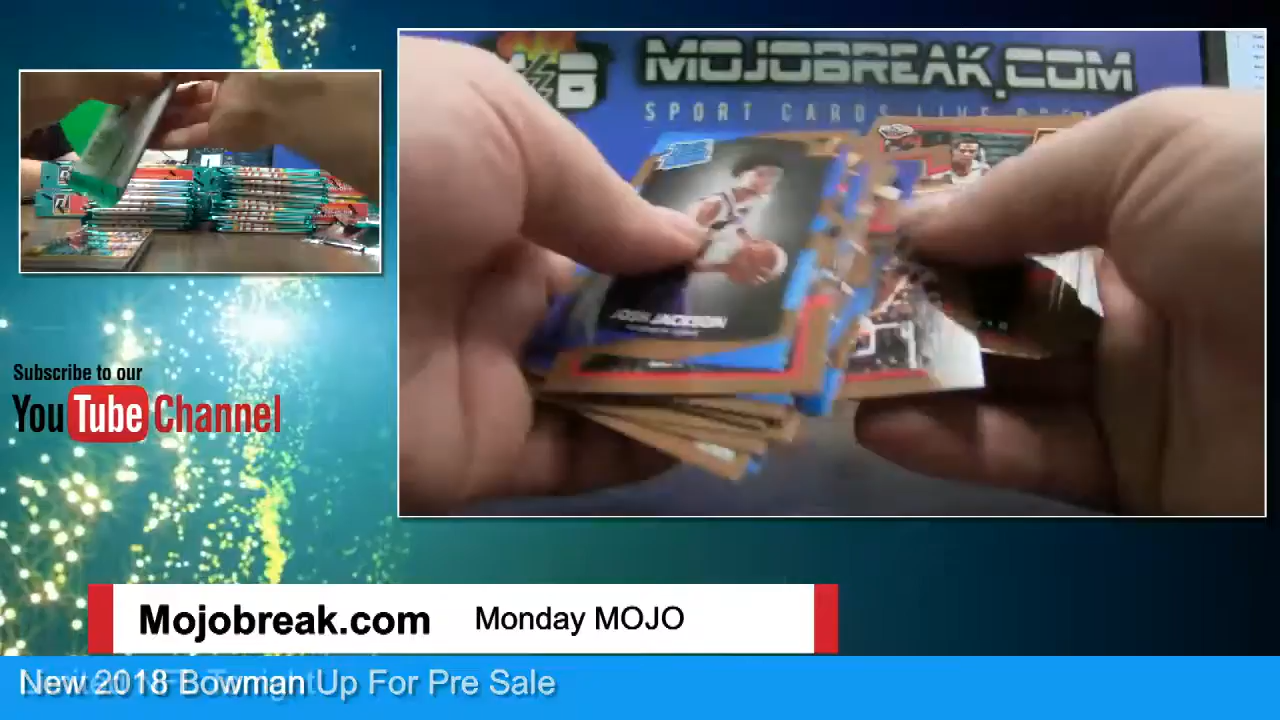 MOJOBREAK.COM
SPORT CARDS LIVE
JOSH JACKSON
Subscribe to our
YouTube Channel
Mojobreak.com Monday MOJO
New 2018 Bowman Up For Pre Sale